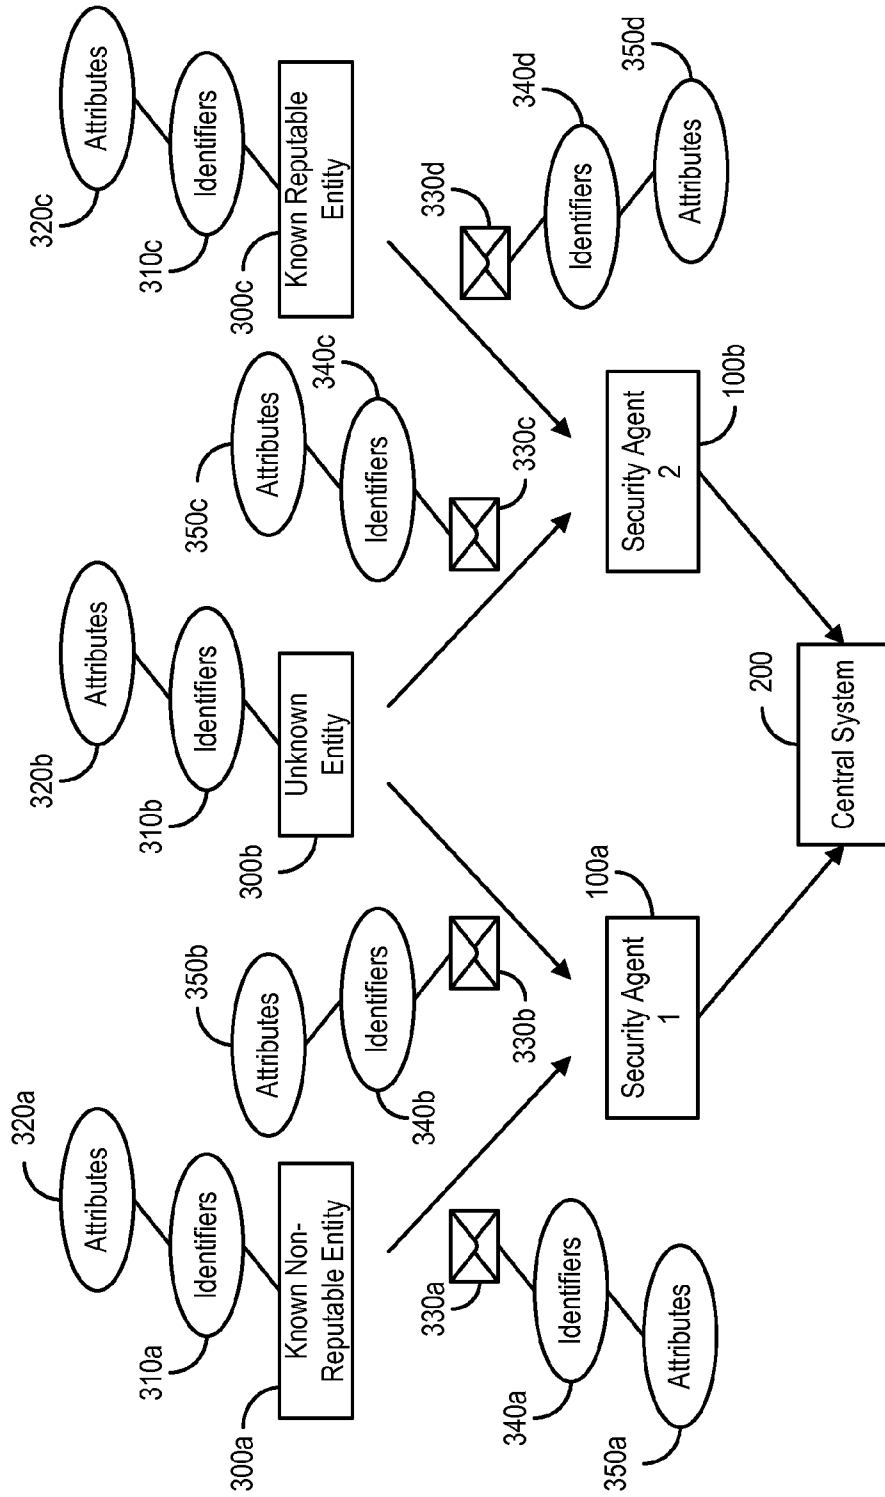 320a
Attributes
320b
Attributes
320c
Attributes
310a
Identifiers
310b
Identifiers
310c
Identifiers
300a
Known Non-
Reputable Entity
350b
Attributes
300b
Unknown
Entity
350c
Attributes
300c
Known Reputable
Entity
340b
Identifiers
Identifiers
340c
330a
330b
330c
330d
340a
Identifiers
Identifiers
340d
350a
Attributes
Attributes
350d
Security Agent
1
100a
Security Agent
2
100b
200
Central System